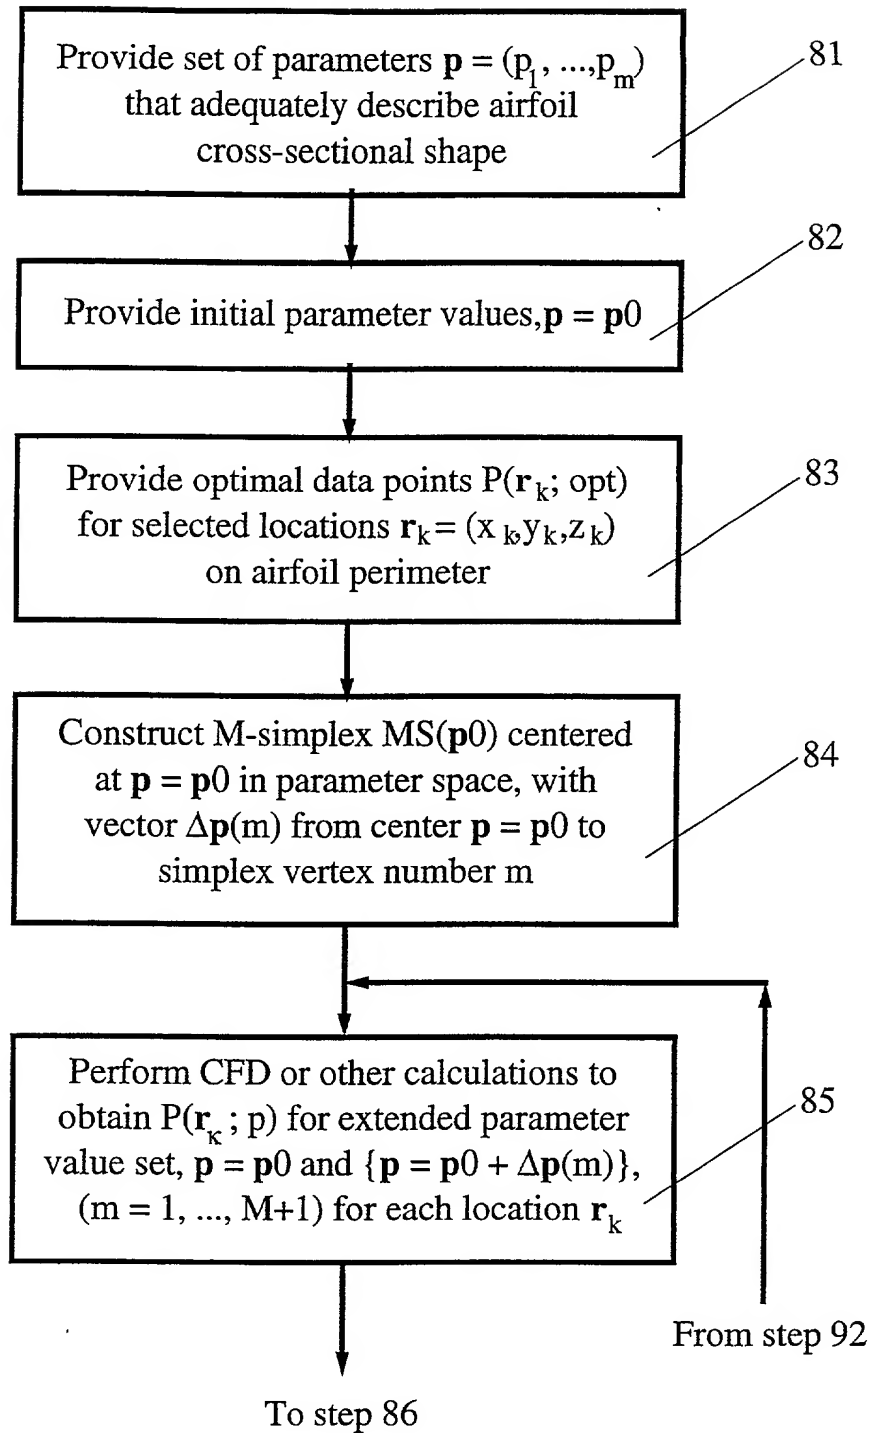 Provide set of parameters p = (p1, ...,pm)
that adequately describe airfoil
cross-sectional shape
81
Provide initial parameter values,p = p0
82
Provide optimal data points P(rk; opt)
for selected locations rk= (xk,yk,zk)
on airfoil perimeter
83
Construct M-simplex MS(p0) centered
at p = p0 in parameter space, with
vector Δp(m) from center p = p0 to
simplex vertex number m
84
Perform CFD or other calculations to
obtain P(rκ; p) for extended parameter
value set, p = p0 and {p = p0 + Δp(m)},
(m = 1, ..., M+1) for each location rk
85
From step 92
To step 86